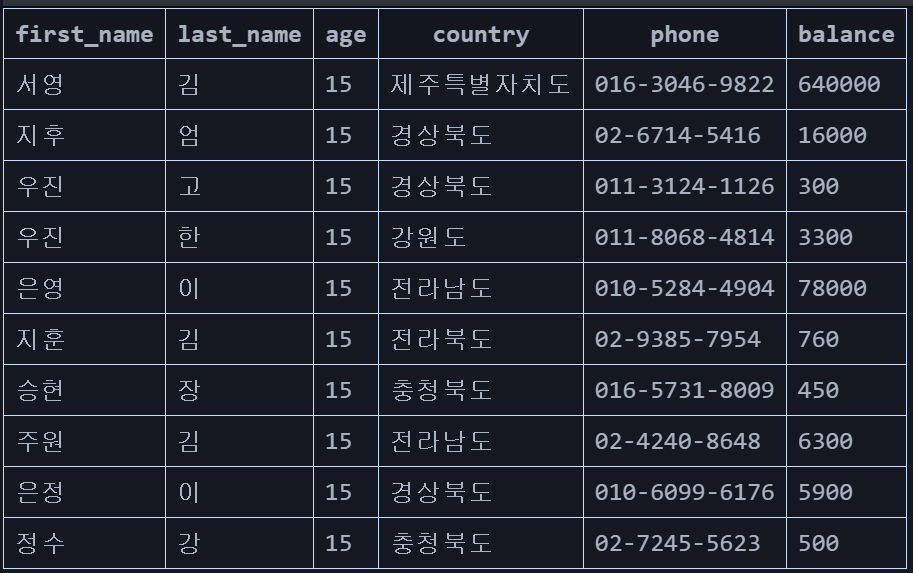 first_name last_name age country phone balance
서영 김 15 제주특별자치도 016-3046-9822 640000
지후 엄 15 경상북도 02-6714-5416 16000
우진 고 15 경상북도 011-3124-1126 300
우진 한 15 강원도 011-8068-4814 3300
은영 이 15 전라남도 010-5284-4904 78000
지훈 김 15 전라북도 02-9385-7954 760
승현 장 15 충청북도 016-5731-8009 450
주원 김 15 전라남도 02-4240-8648 6300
은정 이 15 경상북도 010-6099-6176 5900
정수 강 15 충청북도 02-7245-5623 500